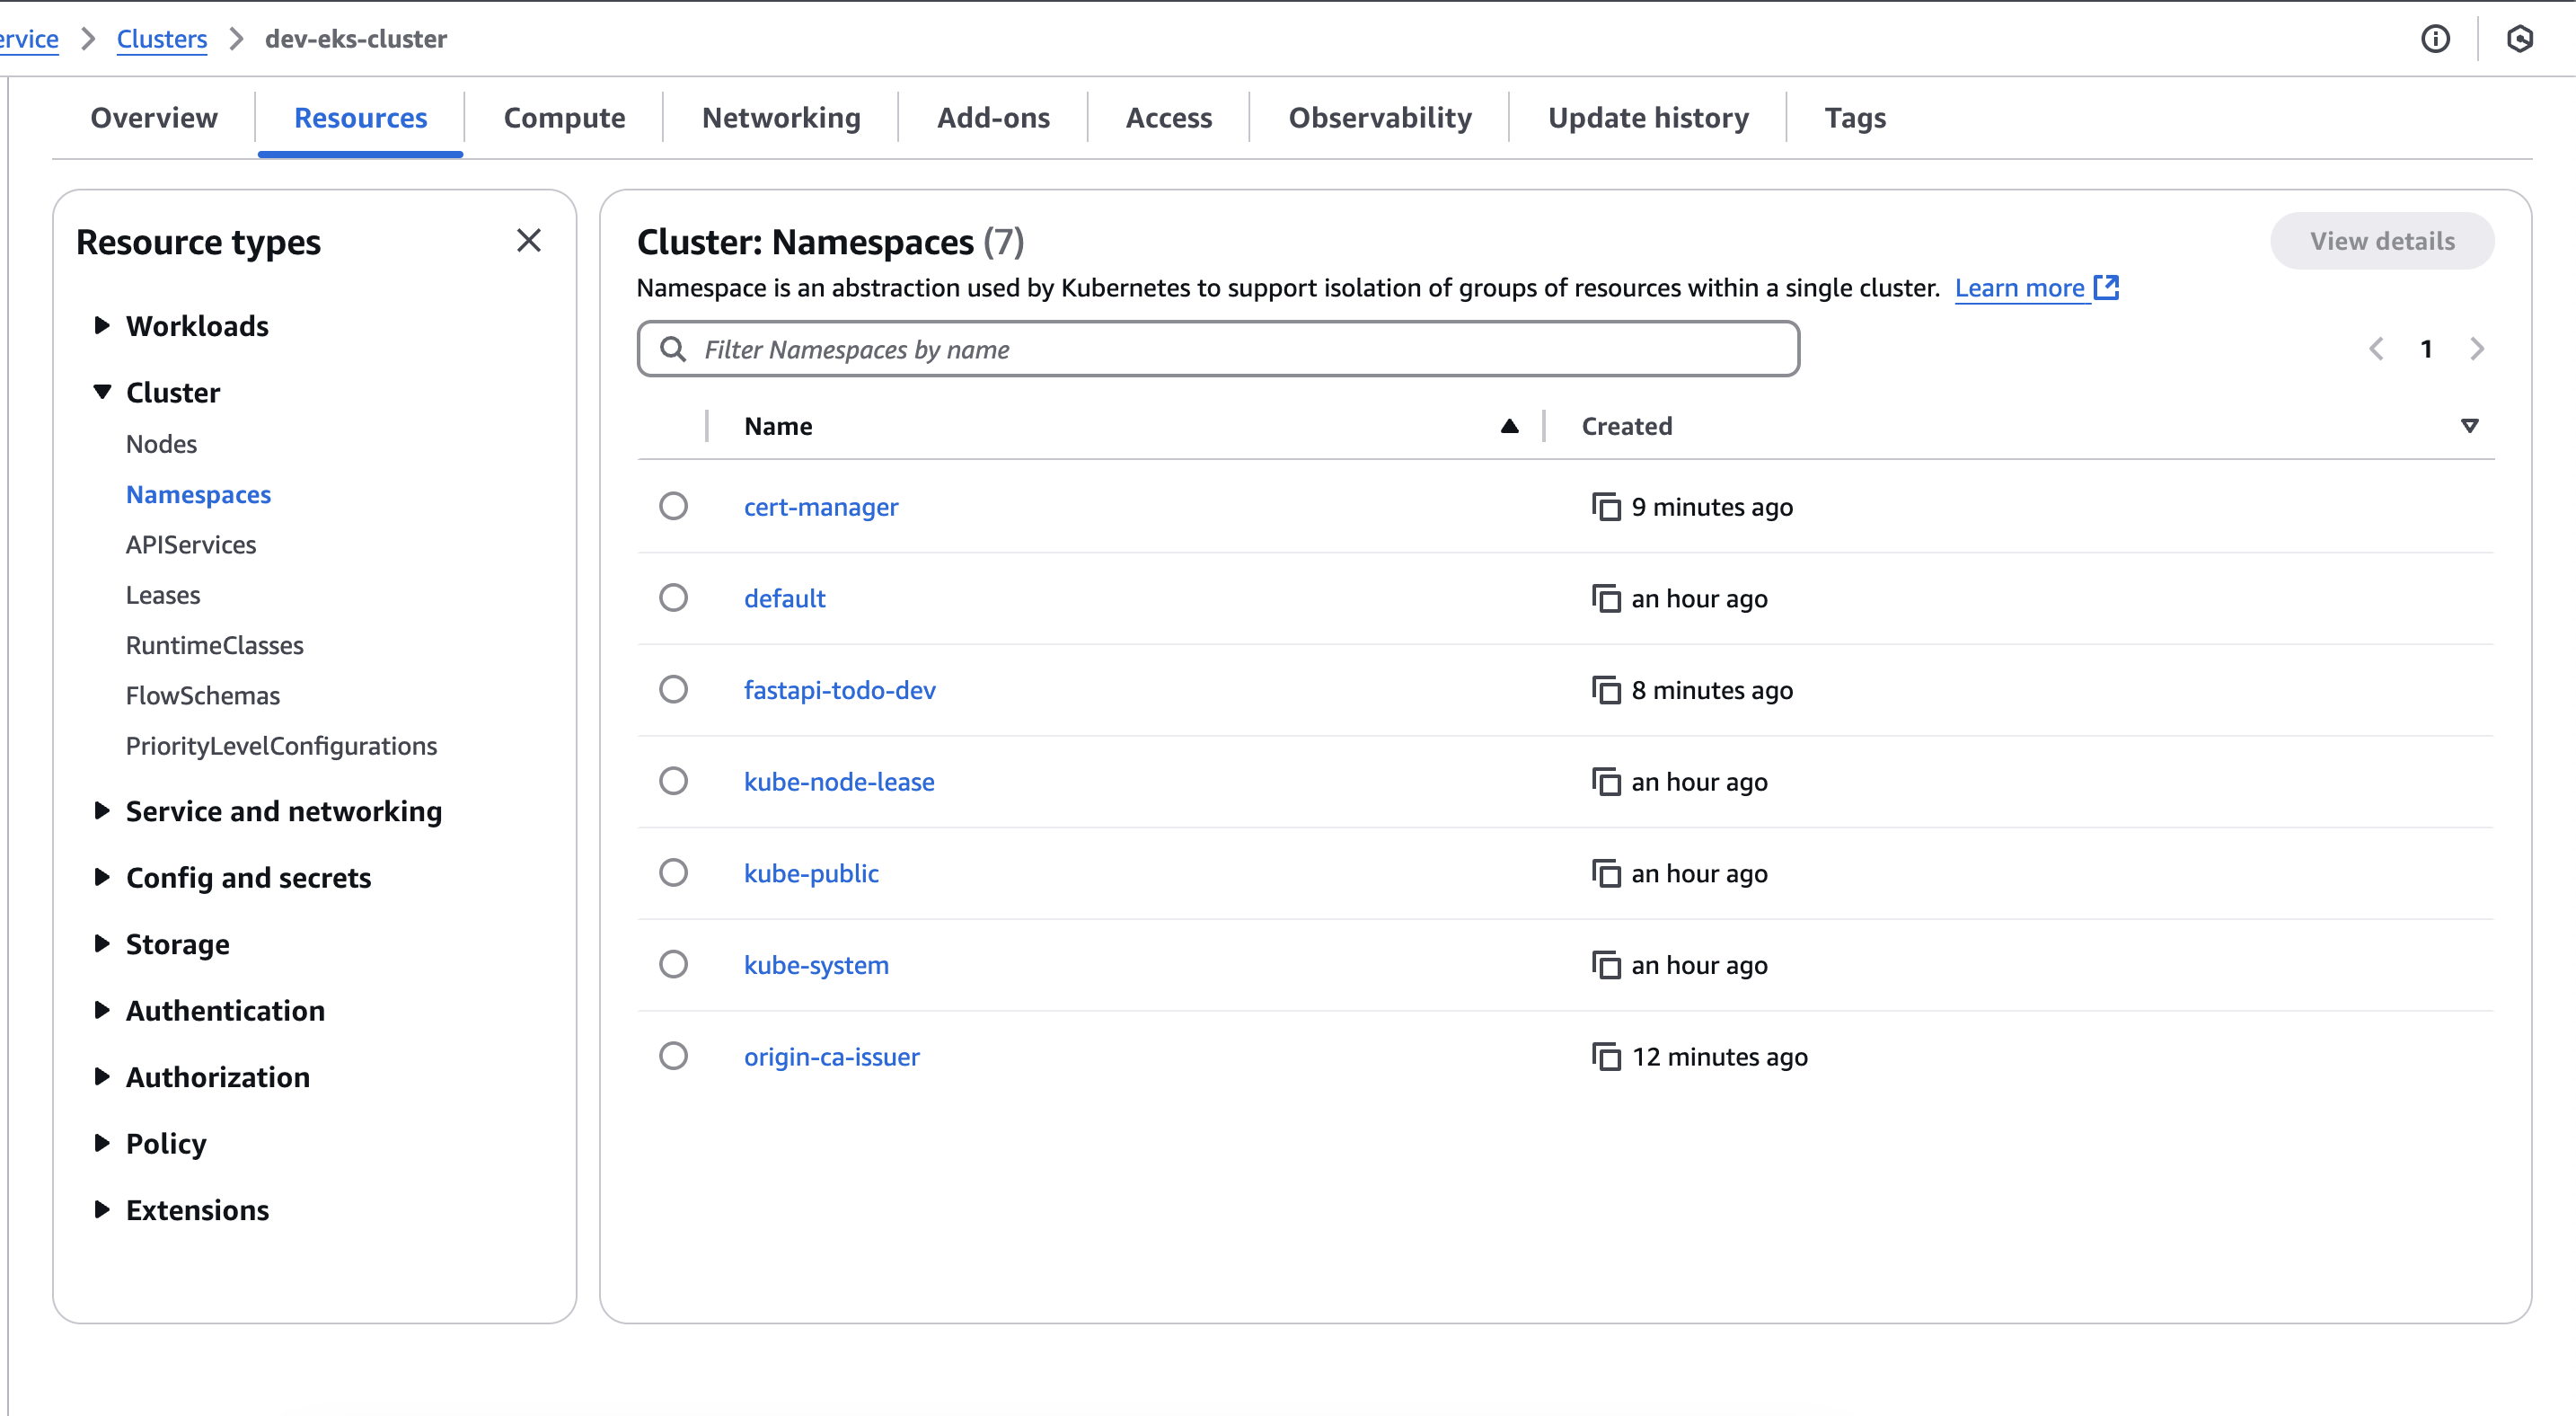 Clusters
dev-eks-cluster
Overview
Resources
Compute
Networking
Add-ons
Access
Observability
Update history
Tags
Resource types
Workloads
Cluster
Nodes
Namespaces
APIServices
Leases
RuntimeClasses
FlowSchemas
PriorityLevelConfigurations
Service and networking
Config and secrets
Storage
Authentication
Authorization
Policy
Extensions
Cluster: Namespaces (7)
View details
Namespace is an abstraction used by Kubernetes to support isolation of groups of resources within a single cluster. Learn more
Filter Namespaces by name
1
Name Created
cert-manager 9 minutes ago
default an hour ago
fastapi-todo-dev 8 minutes ago
kube-node-lease an hour ago
kube-public an hour ago
kube-system an hour ago
origin-ca-issuer 12 minutes ago